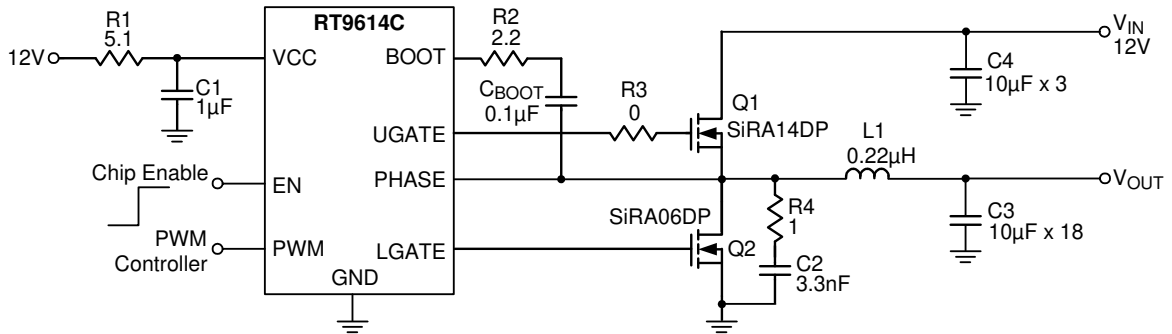 RT9614C
R1
5.1
12V
C1
1µF
VCC
BOOT
R2
2.2
CBOOT
0.1µF
R3
0
Q1
SiRA14DP
VIN
12V
C4
10µF x 3
UGATE
Chip Enable
EN
PHASE
L1
0.22µH
VOUT
SiRA06DP
R4
1
C3
10µF x 18
PWM
Controller
PWM
LGATE
Q2
C2
3.3nF
GND